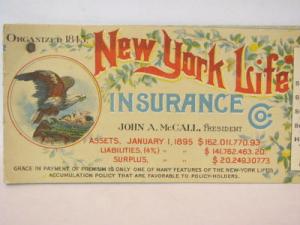 ORGANIZED 1845.
New York Life
INSURANCE Co
JOHN A. McCALL, PRESIDENT
ASSETS, JANUARY 1, 1895 $162.011.770.93
LIABILITIES, (4%) " " $141,762,463.20
SURPLUS, " " $20.249.307.73
GRACE IN PAYMENT OF PREMIUM IS ONLY ONE OF MANY FEATURES OF THE NEW-YORK LIFE'S
ACCUMULATION POLICY THAT ARE FAVORABLE TO POLICY-HOLDERS.